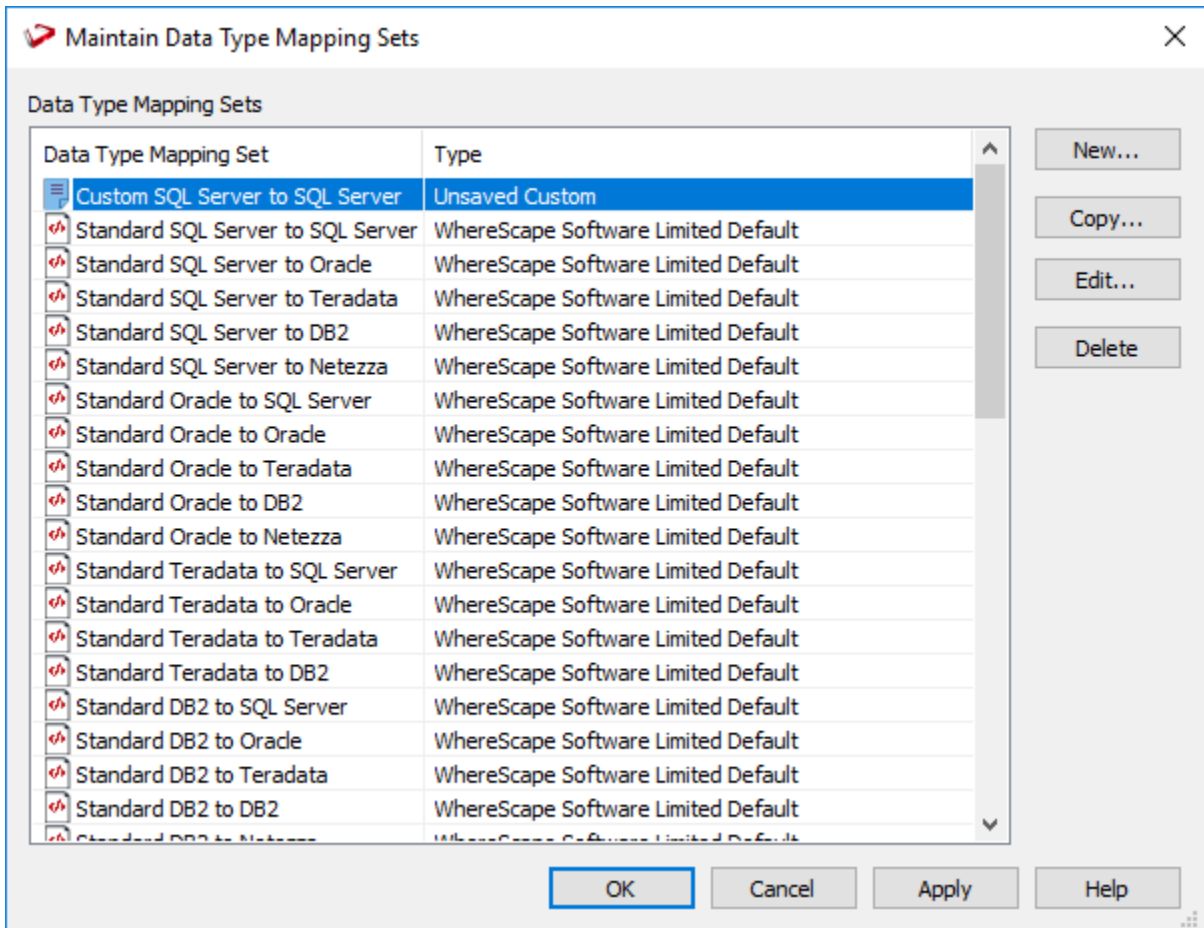 Maintain Data Type Mapping Sets
Data Type Mapping Sets
Data Type Mapping Set Type
New...
Custom SQL Server to SQL Server Unsaved Custom
Standard SQL Server to SQL Server WhereScape Software Limited Default
Copy...
Standard SQL Server to Oracle WhereScape Software Limited Default
Edit...
Standard SQL Server to Teradata WhereScape Software Limited Default
Standard SQL Server to DB2 WhereScape Software Limited Default
Delete
Standard SQL Server to Netezza WhereScape Software Limited Default
Standard Oracle to SQL Server WhereScape Software Limited Default
Standard Oracle to Oracle WhereScape Software Limited Default
Standard Oracle to Teradata WhereScape Software Limited Default
Standard Oracle to DB2 WhereScape Software Limited Default
Standard Oracle to Netezza WhereScape Software Limited Default
Standard Teradata to SQL Server WhereScape Software Limited Default
Standard Teradata to Oracle WhereScape Software Limited Default
Standard Teradata to Teradata WhereScape Software Limited Default
Standard Teradata to DB2 WhereScape Software Limited Default
Standard DB2 to SQL Server WhereScape Software Limited Default
Standard DB2 to Oracle WhereScape Software Limited Default
Standard DB2 to Teradata WhereScape Software Limited Default
Standard DB2 to DB2 WhereScape Software Limited Default
Standard DB2 to Netezza WhereScape Software Limited Default
OK Cancel Apply Help